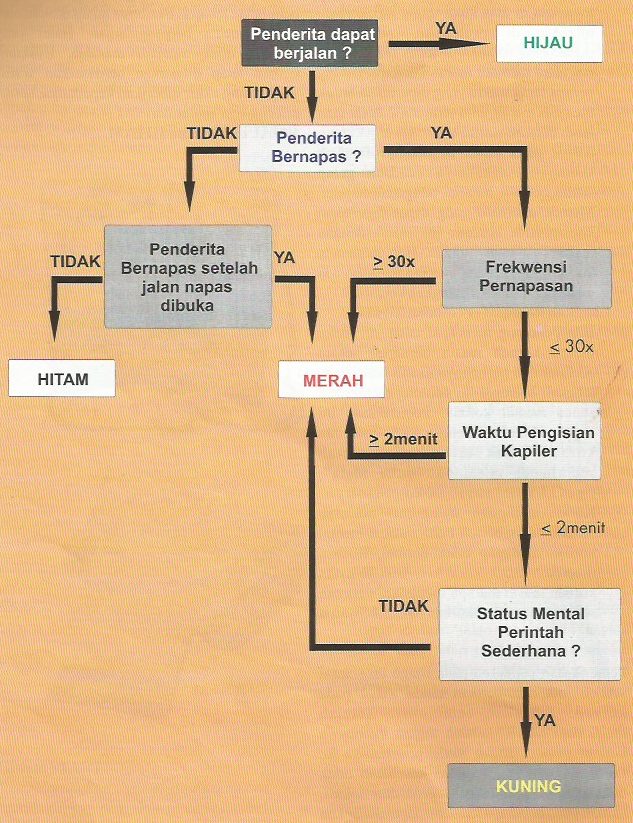 Penderita dapat
berjalan ?
YA
HIJAU
TIDAK
TIDAK
Penderita
Bernapas ?
YA
TIDAK
Penderita
Bernapas setelah
jalan napas
dibuka
YA
≥ 30x
Frekwensi
Pernapasan
≤ 30x
HITAM
MERAH
≥ 2menit
Waktu Pengisian
Kapiler
≤ 2menit
TIDAK
Status Mental
Perintah
Sederhana ?
YA
KUNING